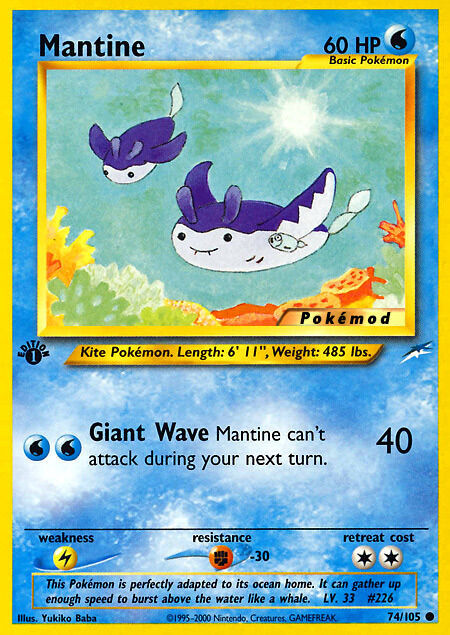 Mantine 60 HP
Basic Pokémon
Pokémod
EDITION 1
Kite Pokémon. Length: 6' 11", Weight: 485 lbs.
Giant Wave Mantine can't 40
attack during your next turn.
weakness resistance retreat cost
-30
This Pokémon is perfectly adapted to its ocean home. It can gather up
enough speed to burst above the water like a whale. LV. 33 #226
Illus. Yukiko Baba ©1995-2000 Nintendo, Creatures, GAMEFREAK. 74/105